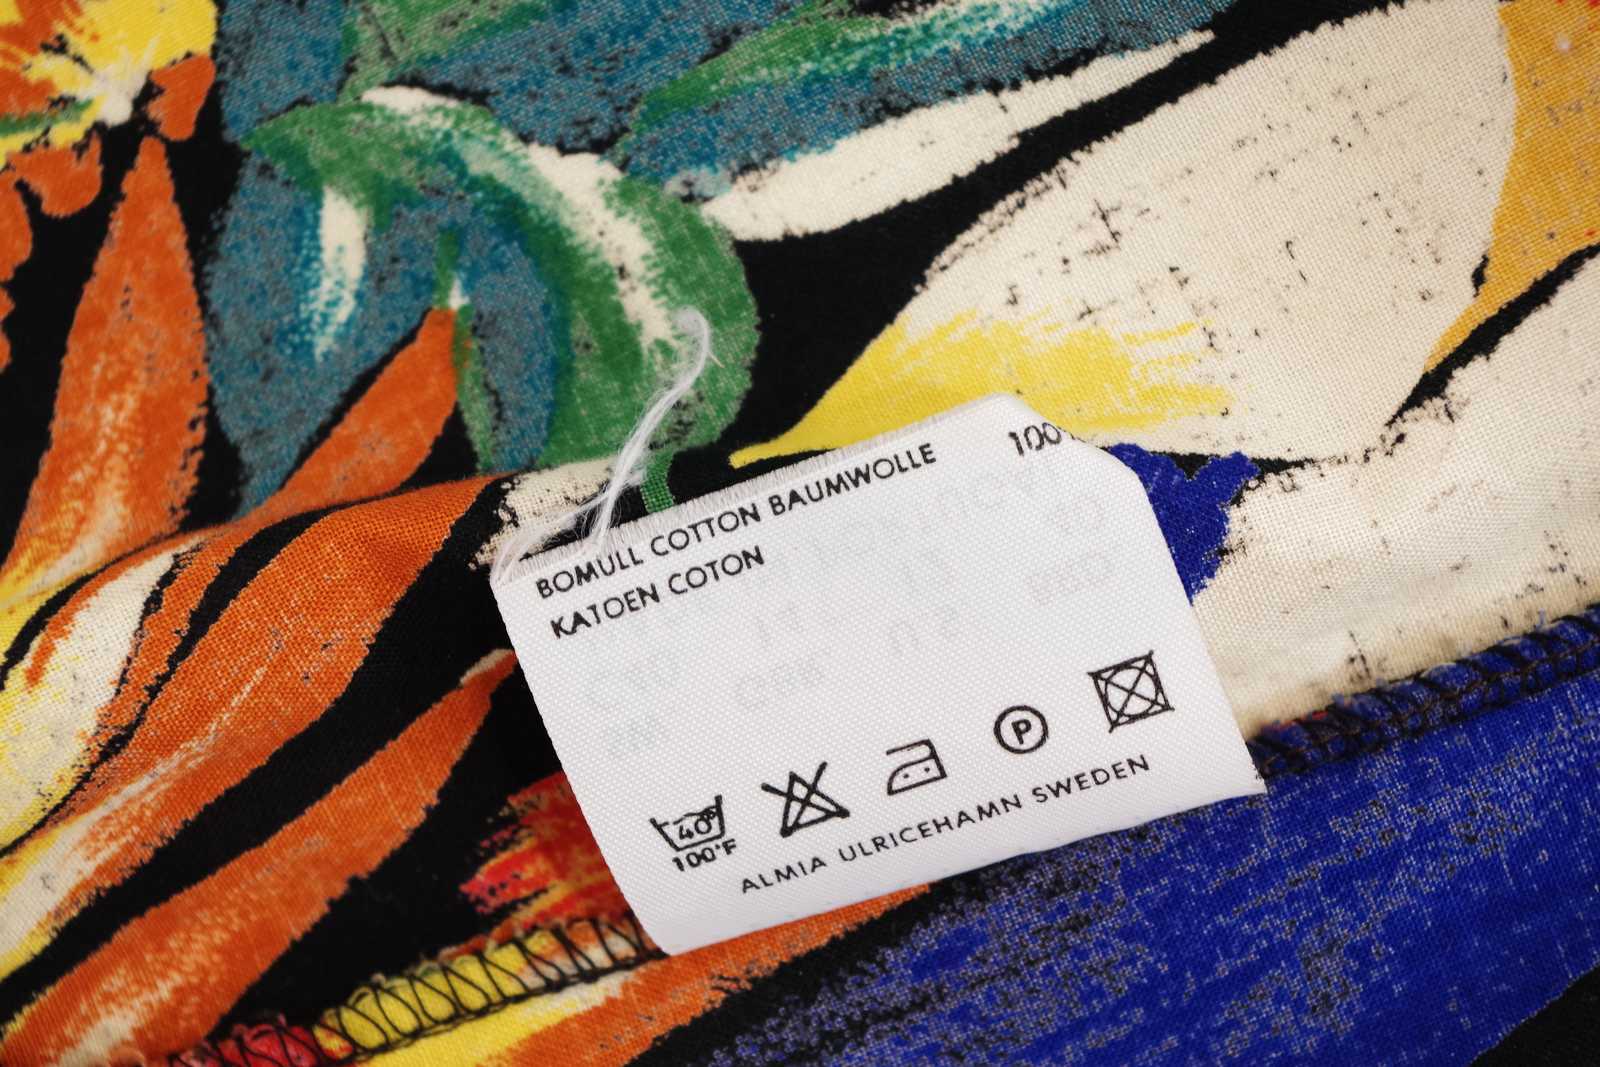 BOMULL COTTON BAUMWOLLE 100
KATOEN COTON
40°
100°F
P
ALMIA ULRICEHAMN SWEDEN